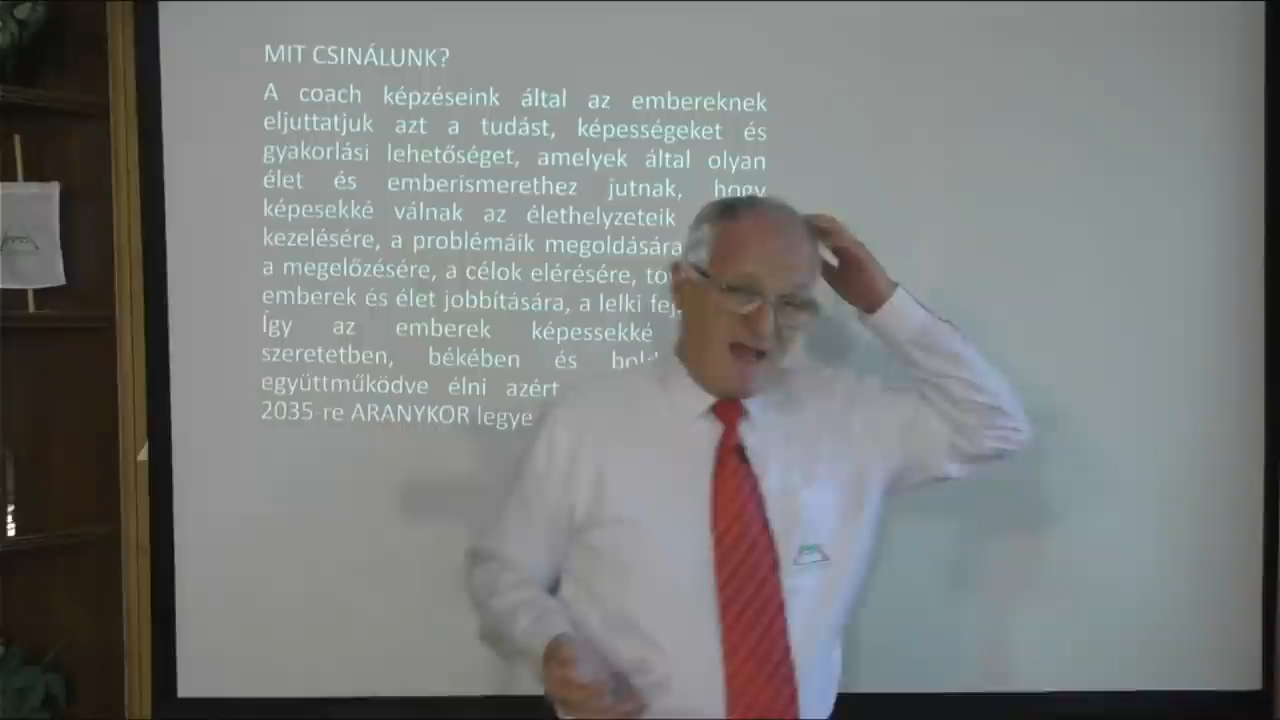 MIT CSINÁLUNK?
A coach képzéseink által az embereknek
eljuttatjuk azt a tudást, képességeket és
gyakorlási lehetőséget, amelyek által olyan
élet és emberismerethez jutnak, hogy
képesekké válnak az élethelyzeteik
kezelésére, a problémáik megoldására
a megelőzésére, a célok elérésére,
emberek és élet jobbítására, a lelki
Így az emberek képessekké
szeretetben, békében és
együttműködve élni azért
2035-re ARANYKOR legye